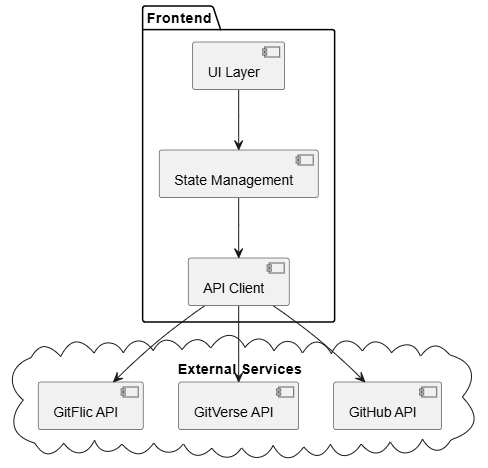 Frontend
UI Layer
State Management
API Client
External Services
GitFlic API
GitVerse API
GitHub API